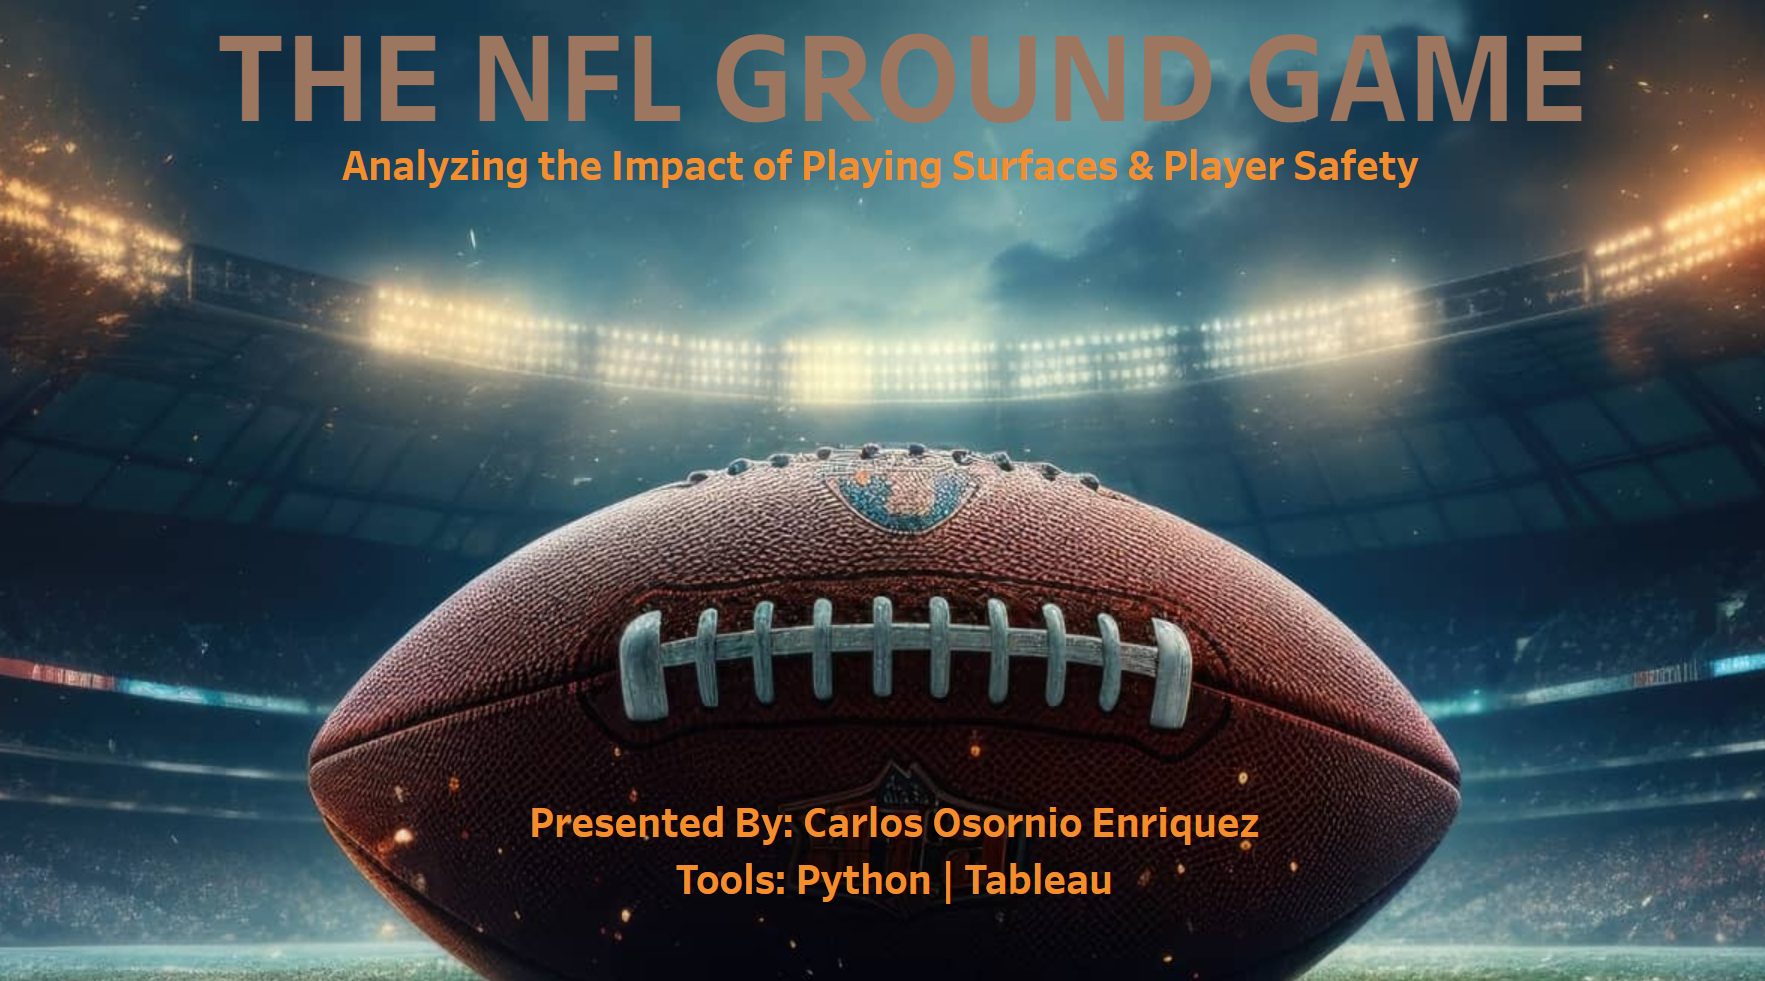 THE NFL GROUND GAME
Analyzing the Impact of Playing Surfaces & Player Safety
Presented By: Carlos Osornio Enriquez
Tools: Python | Tableau